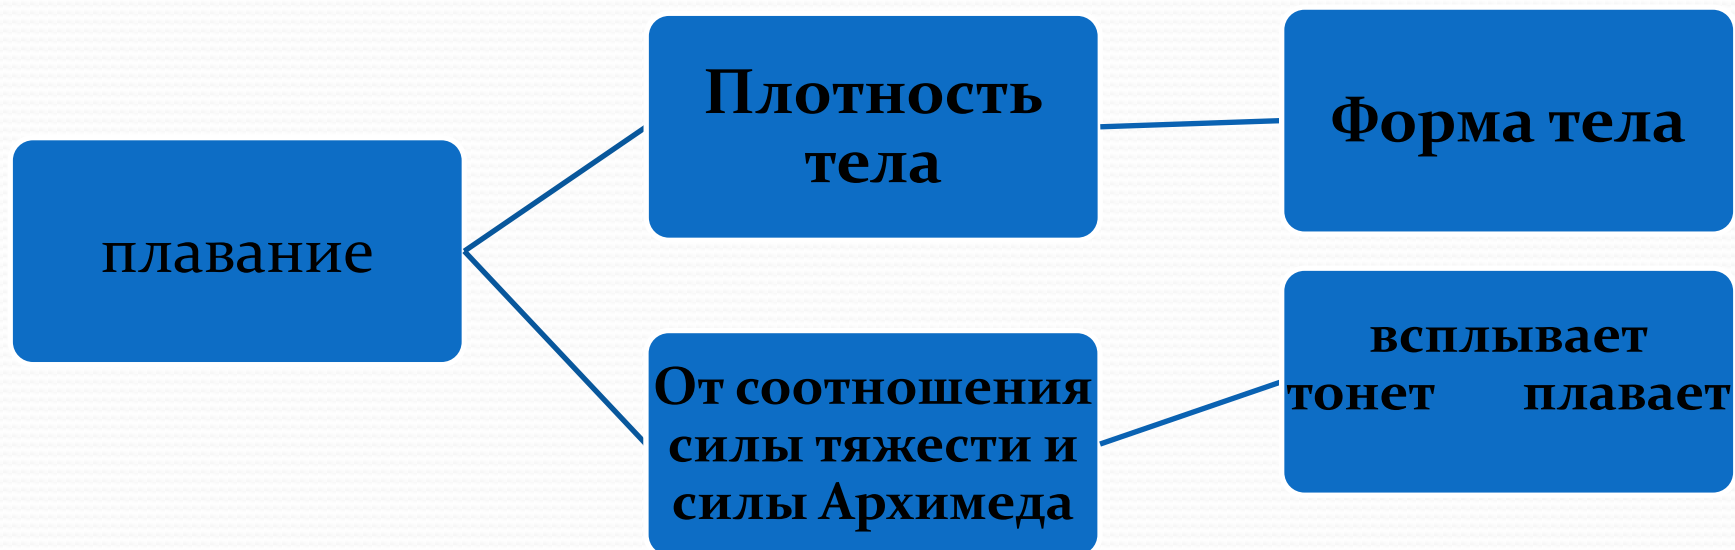 плавание
Плотность
тела
Форма тела
От соотношения
силы тяжести и
силы Архимеда
всплывает
тонет плавает